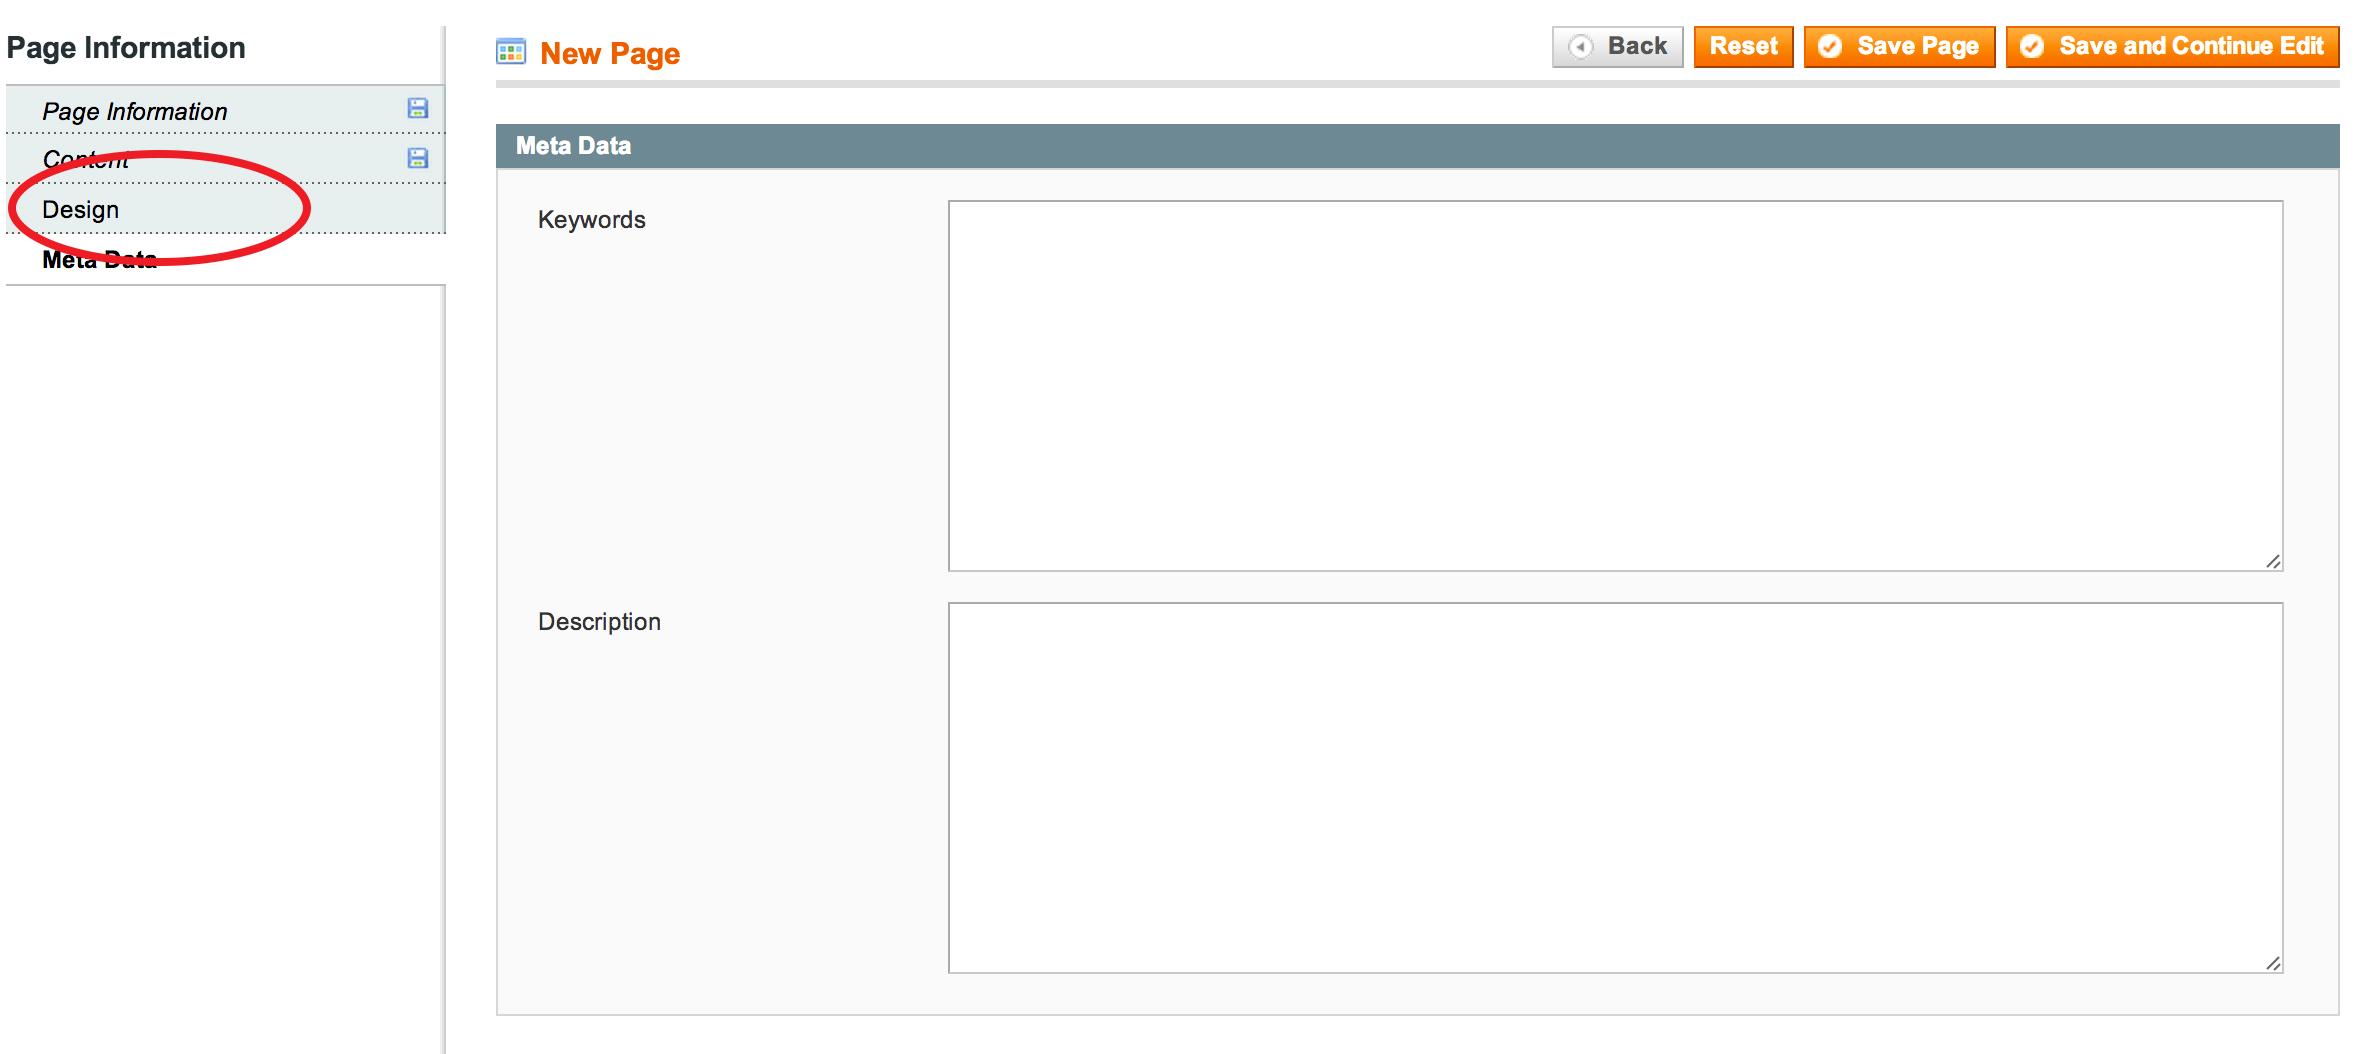 Page Information
Page Information
Content
Design
Meta Data
New Page
Back
Reset
Save Page
Save and Continue Edit
Meta Data
Keywords
Description